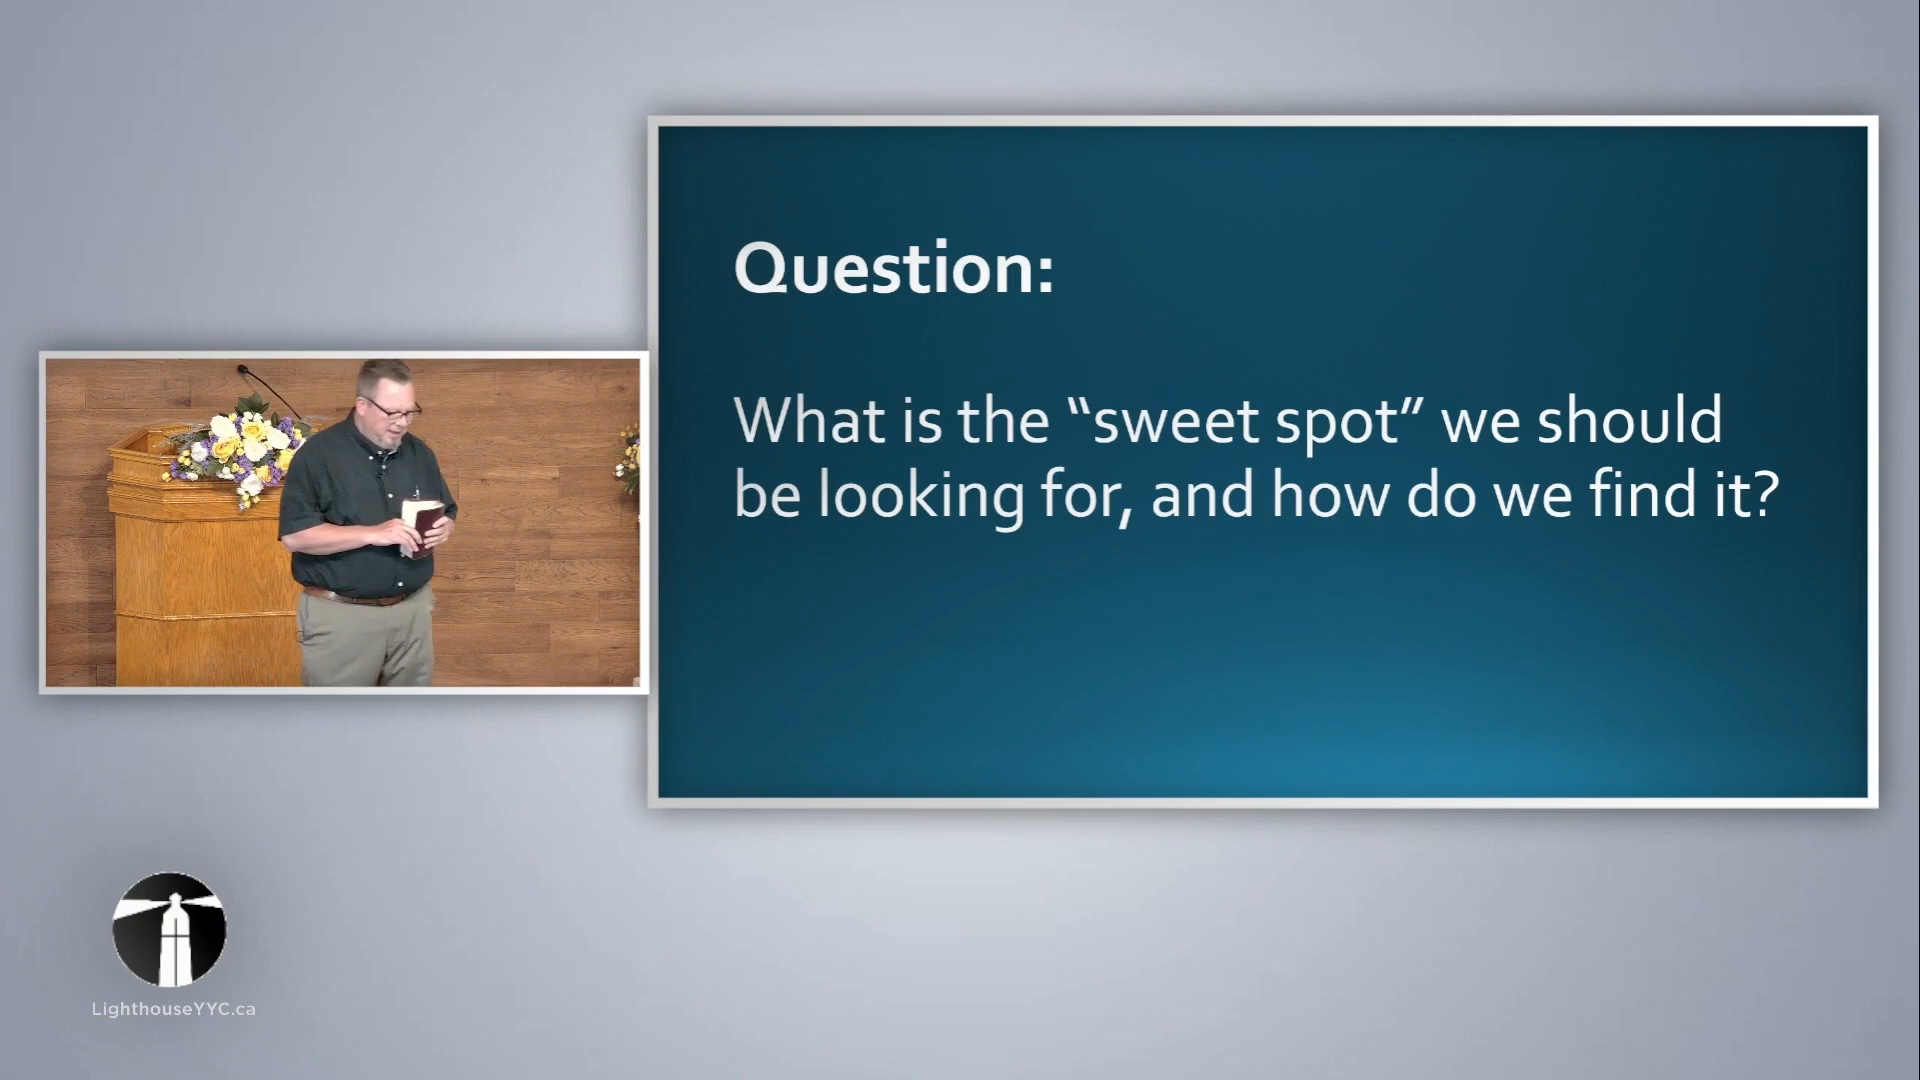 Question:
What is the “sweet spot” we should
be looking for, and how do we find it?
LighthouseYYC.ca